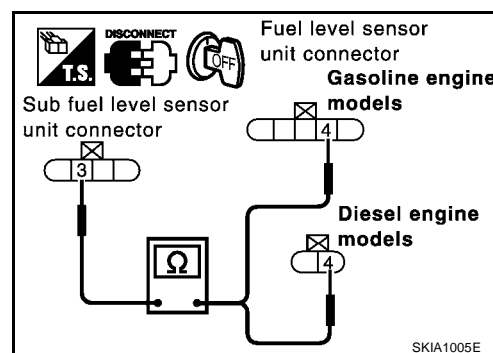 DISCONNECT
T.S.
OFF
Fuel level sensor
unit connector
Gasoline engine
models
4
Sub fuel level sensor
unit connector
3
Diesel engine
models
4
Ω
SKIA1005E